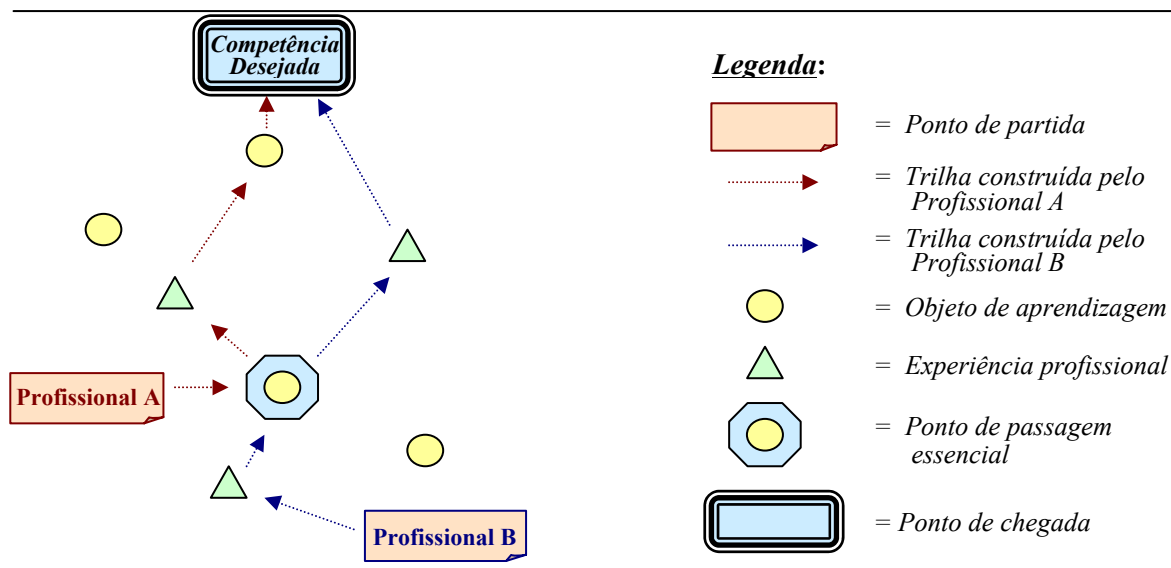 Competência
Desejada
Profissional A
Profissional B
Legenda:
= Ponto de partida
= Trilha construída pelo
Profissional A
= Trilha construída pelo
Profissional B
= Objeto de aprendizagem
= Experiência profissional
= Ponto de passagem
essencial
= Ponto de chegada